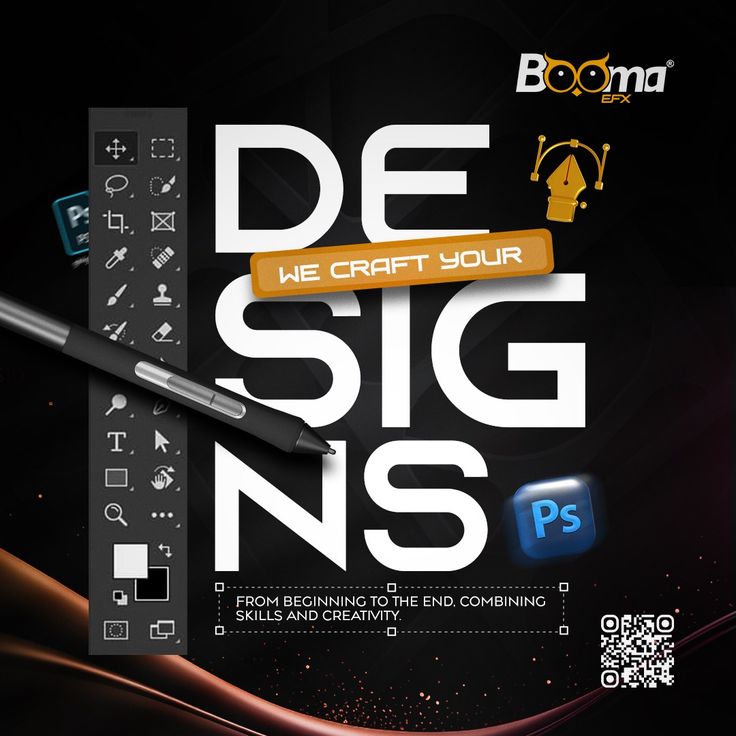 Booma®
EFX
DE
WE CRAFT YOUR
SIG
NS
Ps
Ps
T
FROM BEGINNING TO THE END, COMBINING
SKILLS AND CREATIVITY.